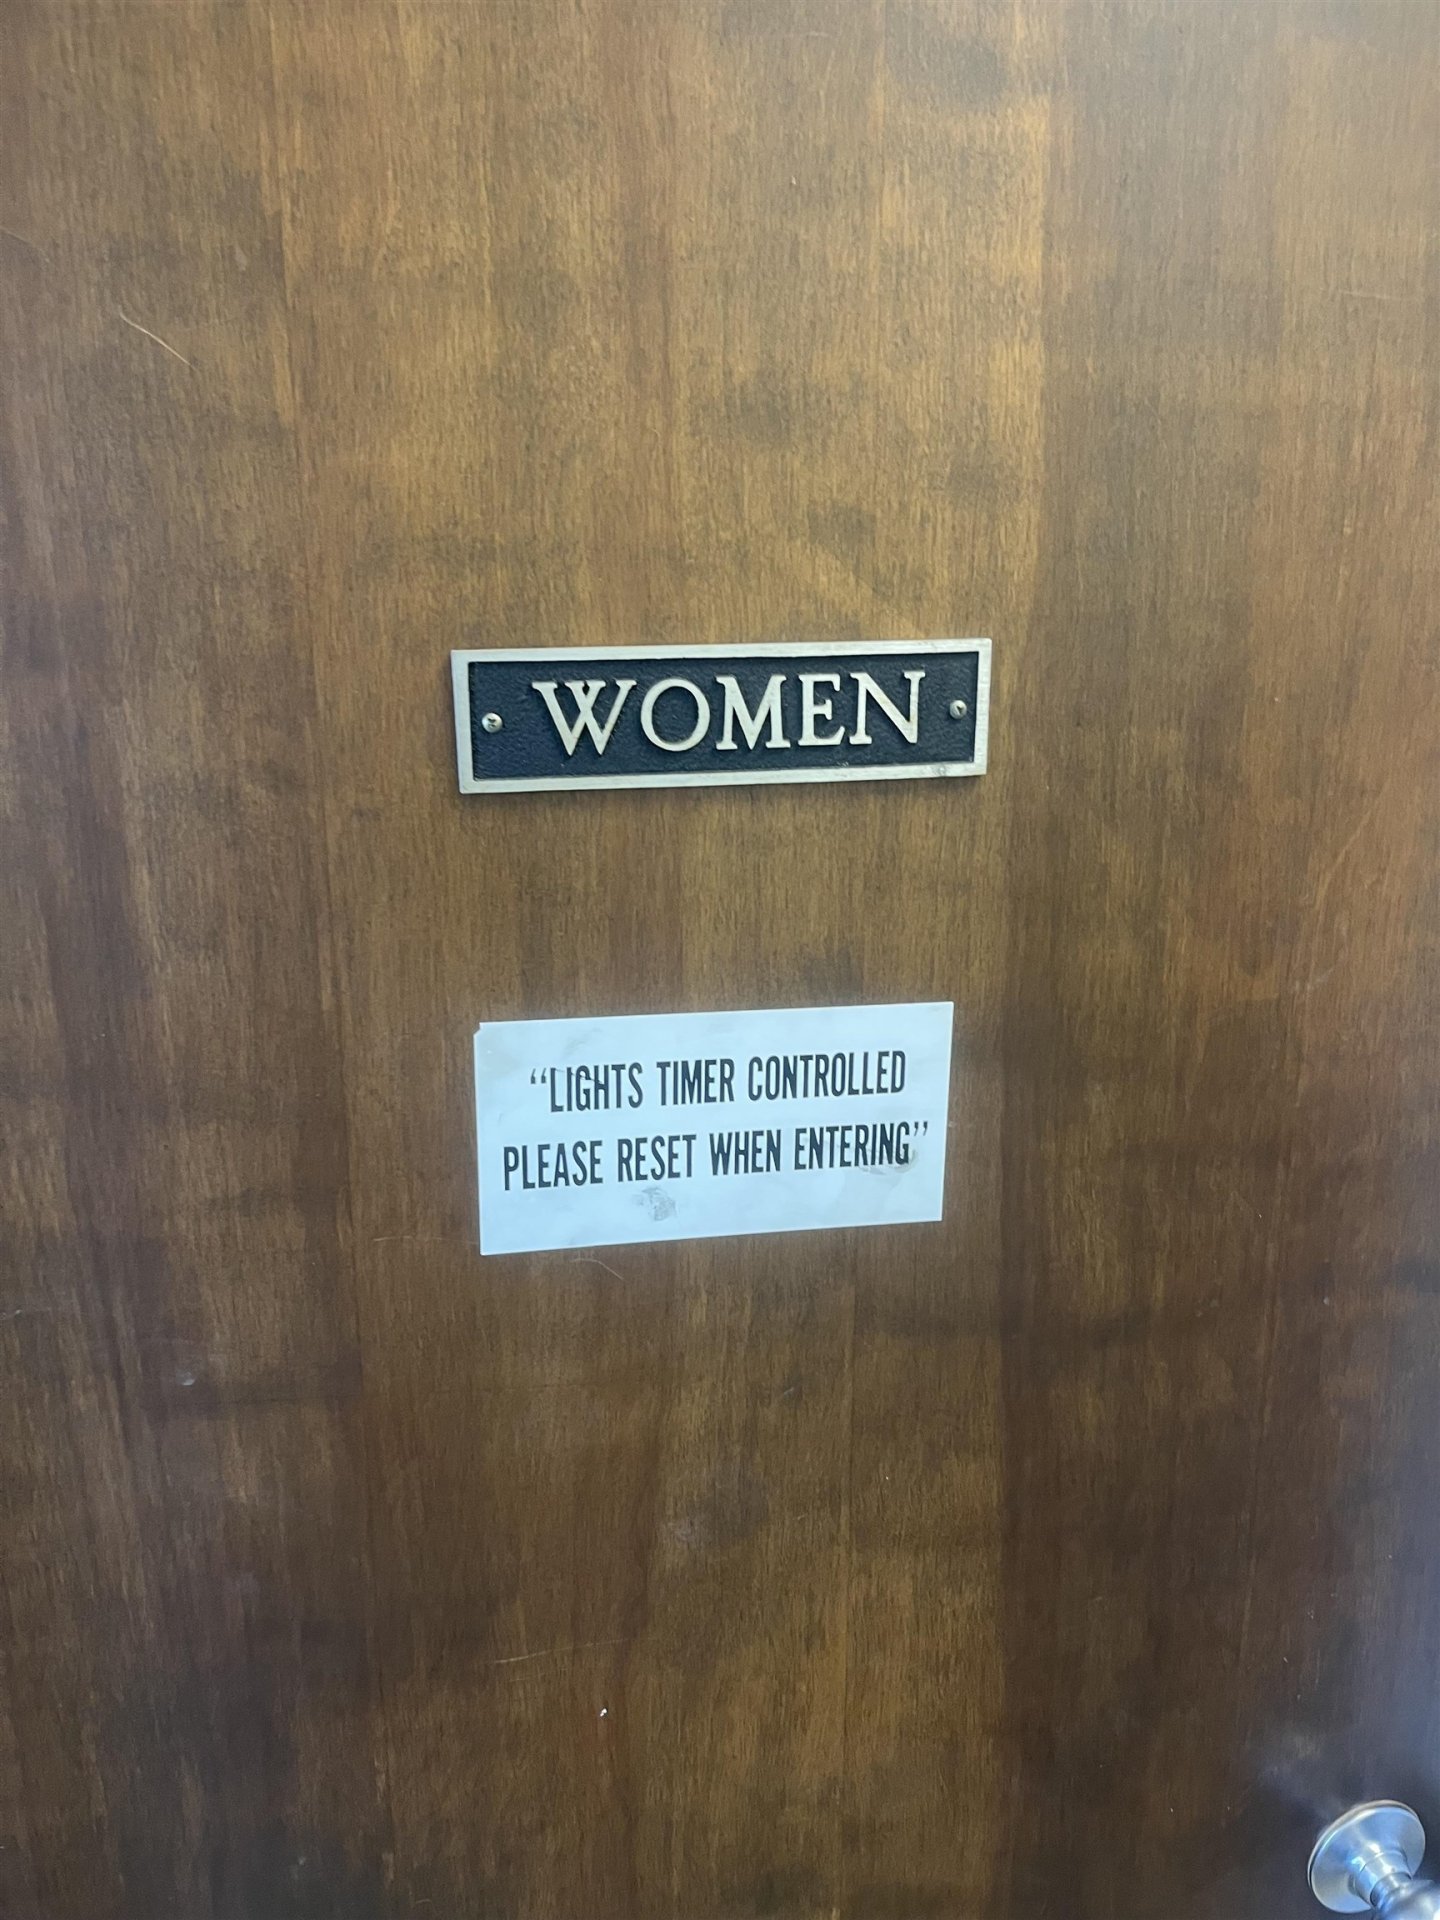 WOMEN
“LIGHTS TIMER CONTROLLED
PLEASE RESET WHEN ENTERING”